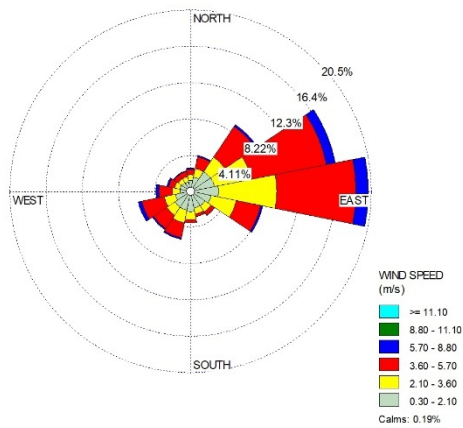 NORTH
20.5%
16.4%
12.3%
8.22%
4.11%
WEST
EAST
SOUTH
WIND SPEED
(m/s)
>= 11.10
8.80 - 11.10
5.70 - 8.80
3.60 - 5.70
2.10 - 3.60
0.30 - 2.10
Calms: 0.19%